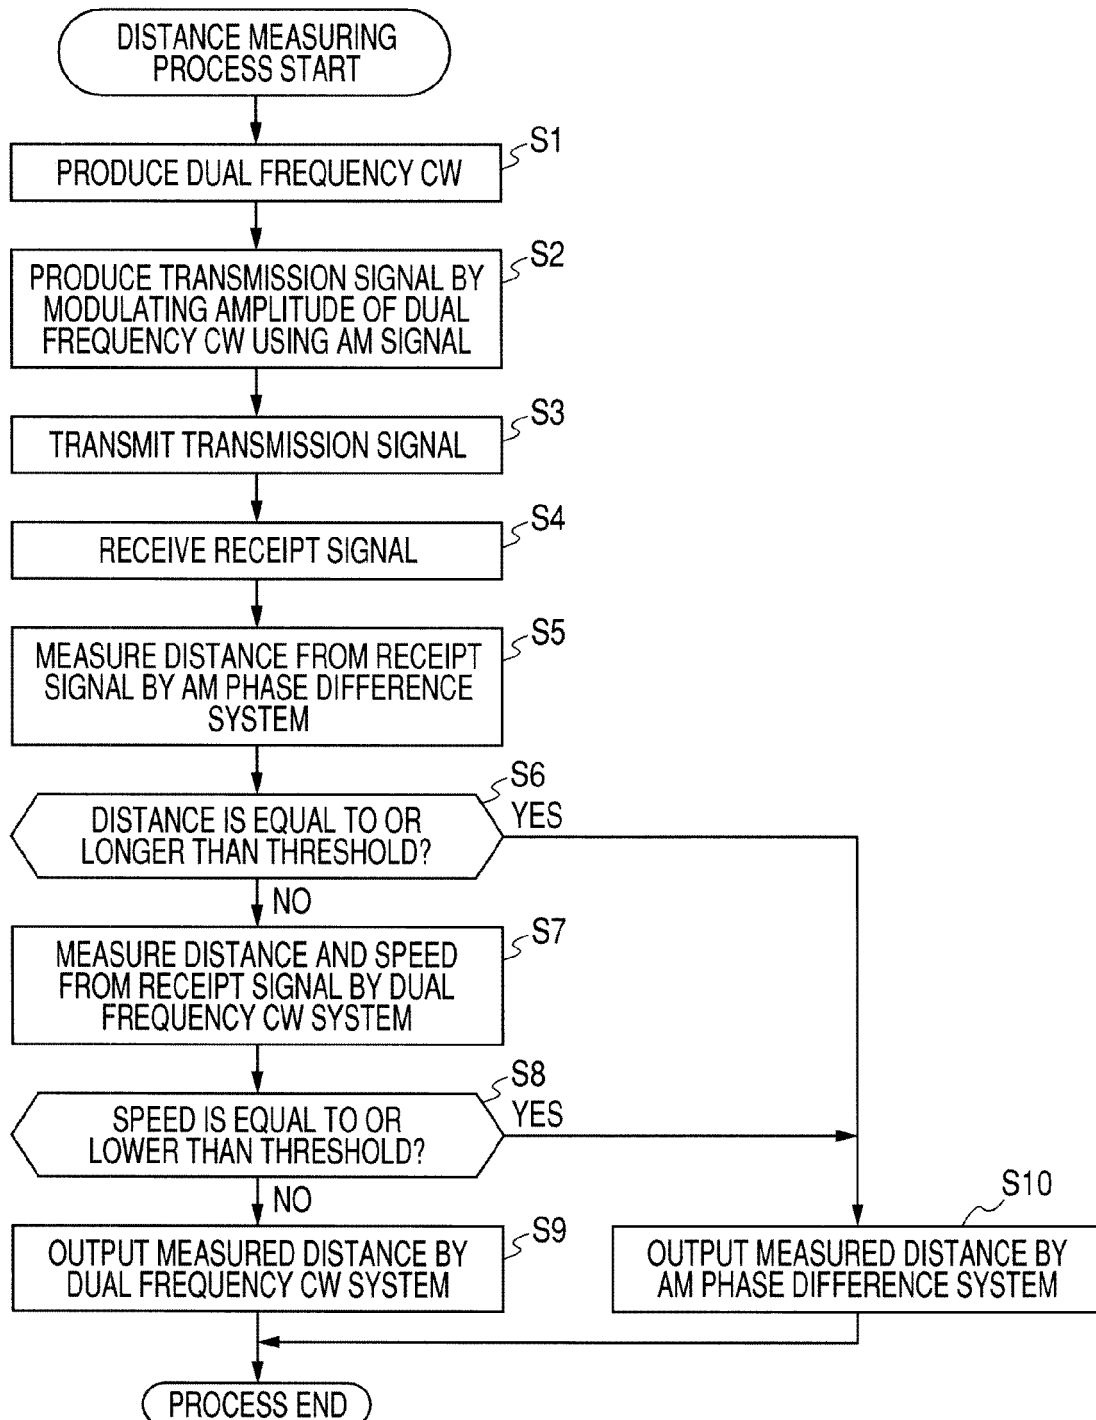 DISTANCE MEASURING
PROCESS START
S1
PRODUCE DUAL FREQUENCY CW
S2
PRODUCE TRANSMISSION SIGNAL BY
MODULATING AMPLITUDE OF DUAL
FREQUENCY CW USING AM SIGNAL
S3
TRANSMIT TRANSMISSION SIGNAL
S4
RECEIVE RECEIPT SIGNAL
S5
MEASURE DISTANCE FROM RECEIPT
SIGNAL BY AM PHASE DIFFERENCE
SYSTEM
S6
YES
DISTANCE IS EQUAL TO OR
LONGER THAN THRESHOLD?
NO
S7
MEASURE DISTANCE AND SPEED
FROM RECEIPT SIGNAL BY DUAL
FREQUENCY CW SYSTEM
S8
YES
SPEED IS EQUAL TO OR
LOWER THAN THRESHOLD?
NO
S9
OUTPUT MEASURED DISTANCE BY
DUAL FREQUENCY CW SYSTEM
S10
OUTPUT MEASURED DISTANCE BY
AM PHASE DIFFERENCE SYSTEM
PROCESS END